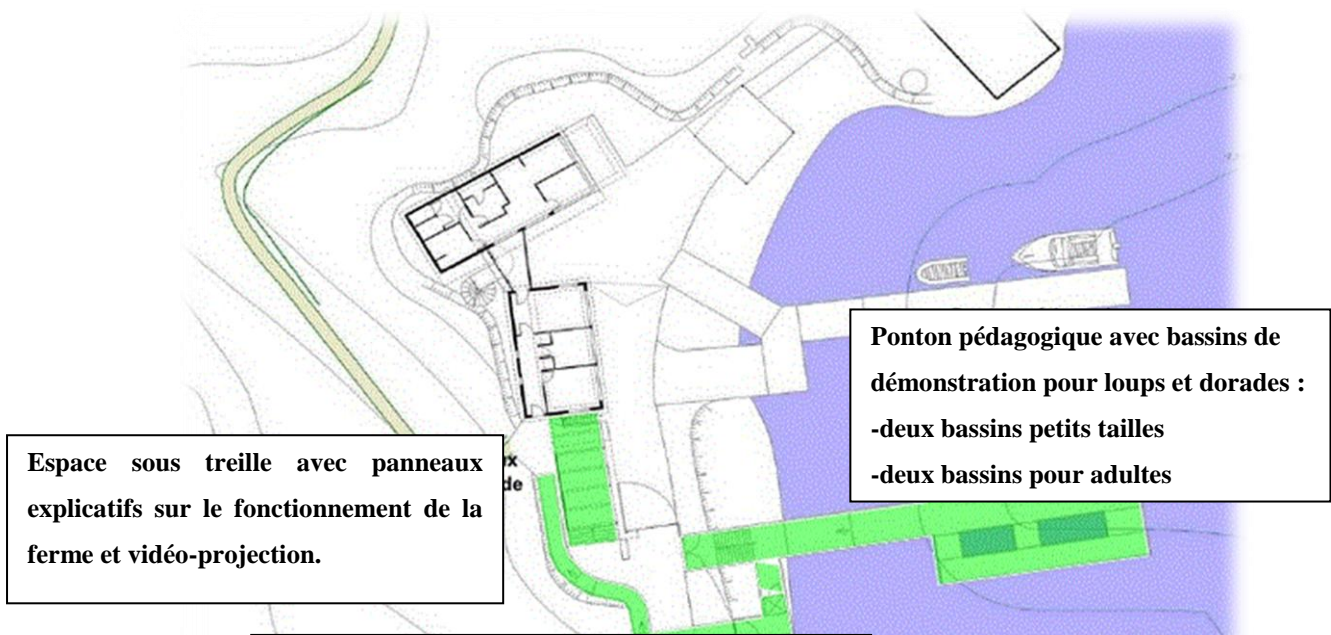 Ponton pédagogique avec bassins de
démonstration pour loups et dorades :
-deux bassins petits tailles
-deux bassins pour adultes
Espace sous treille avec panneaux
explicatifs sur le fonctionnement de la
ferme et vidéo-projection.
de